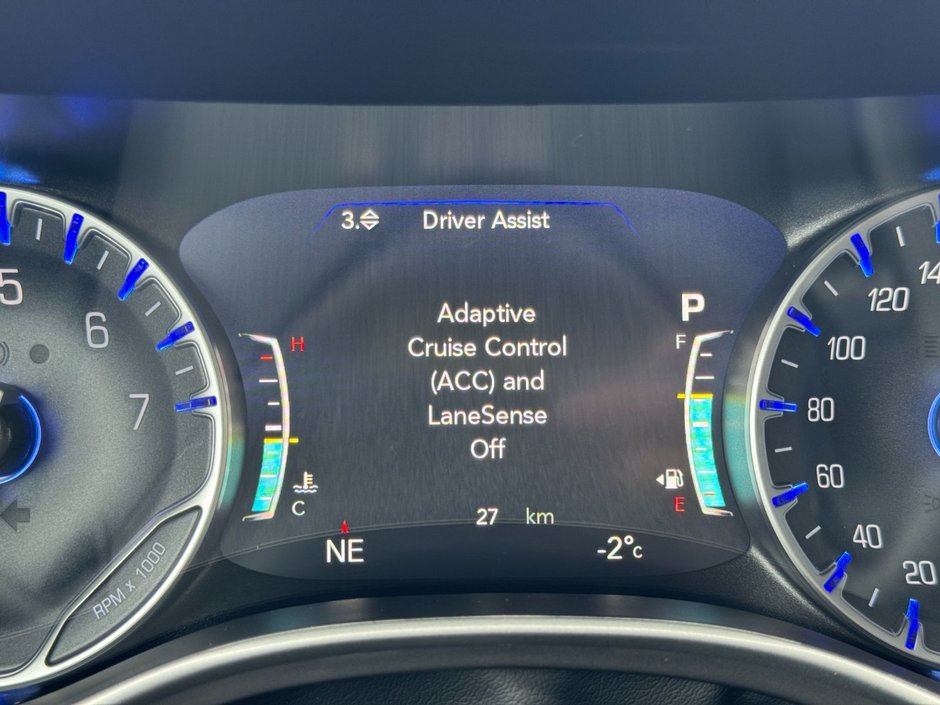 3. Driver Assist
Adaptive
Cruise Control
(ACC) and
LaneSense
Off
H
C
P
F
E
27 km
NE
-2°C
5
6
7
RPM x 1000
120
100
80
60
40
20